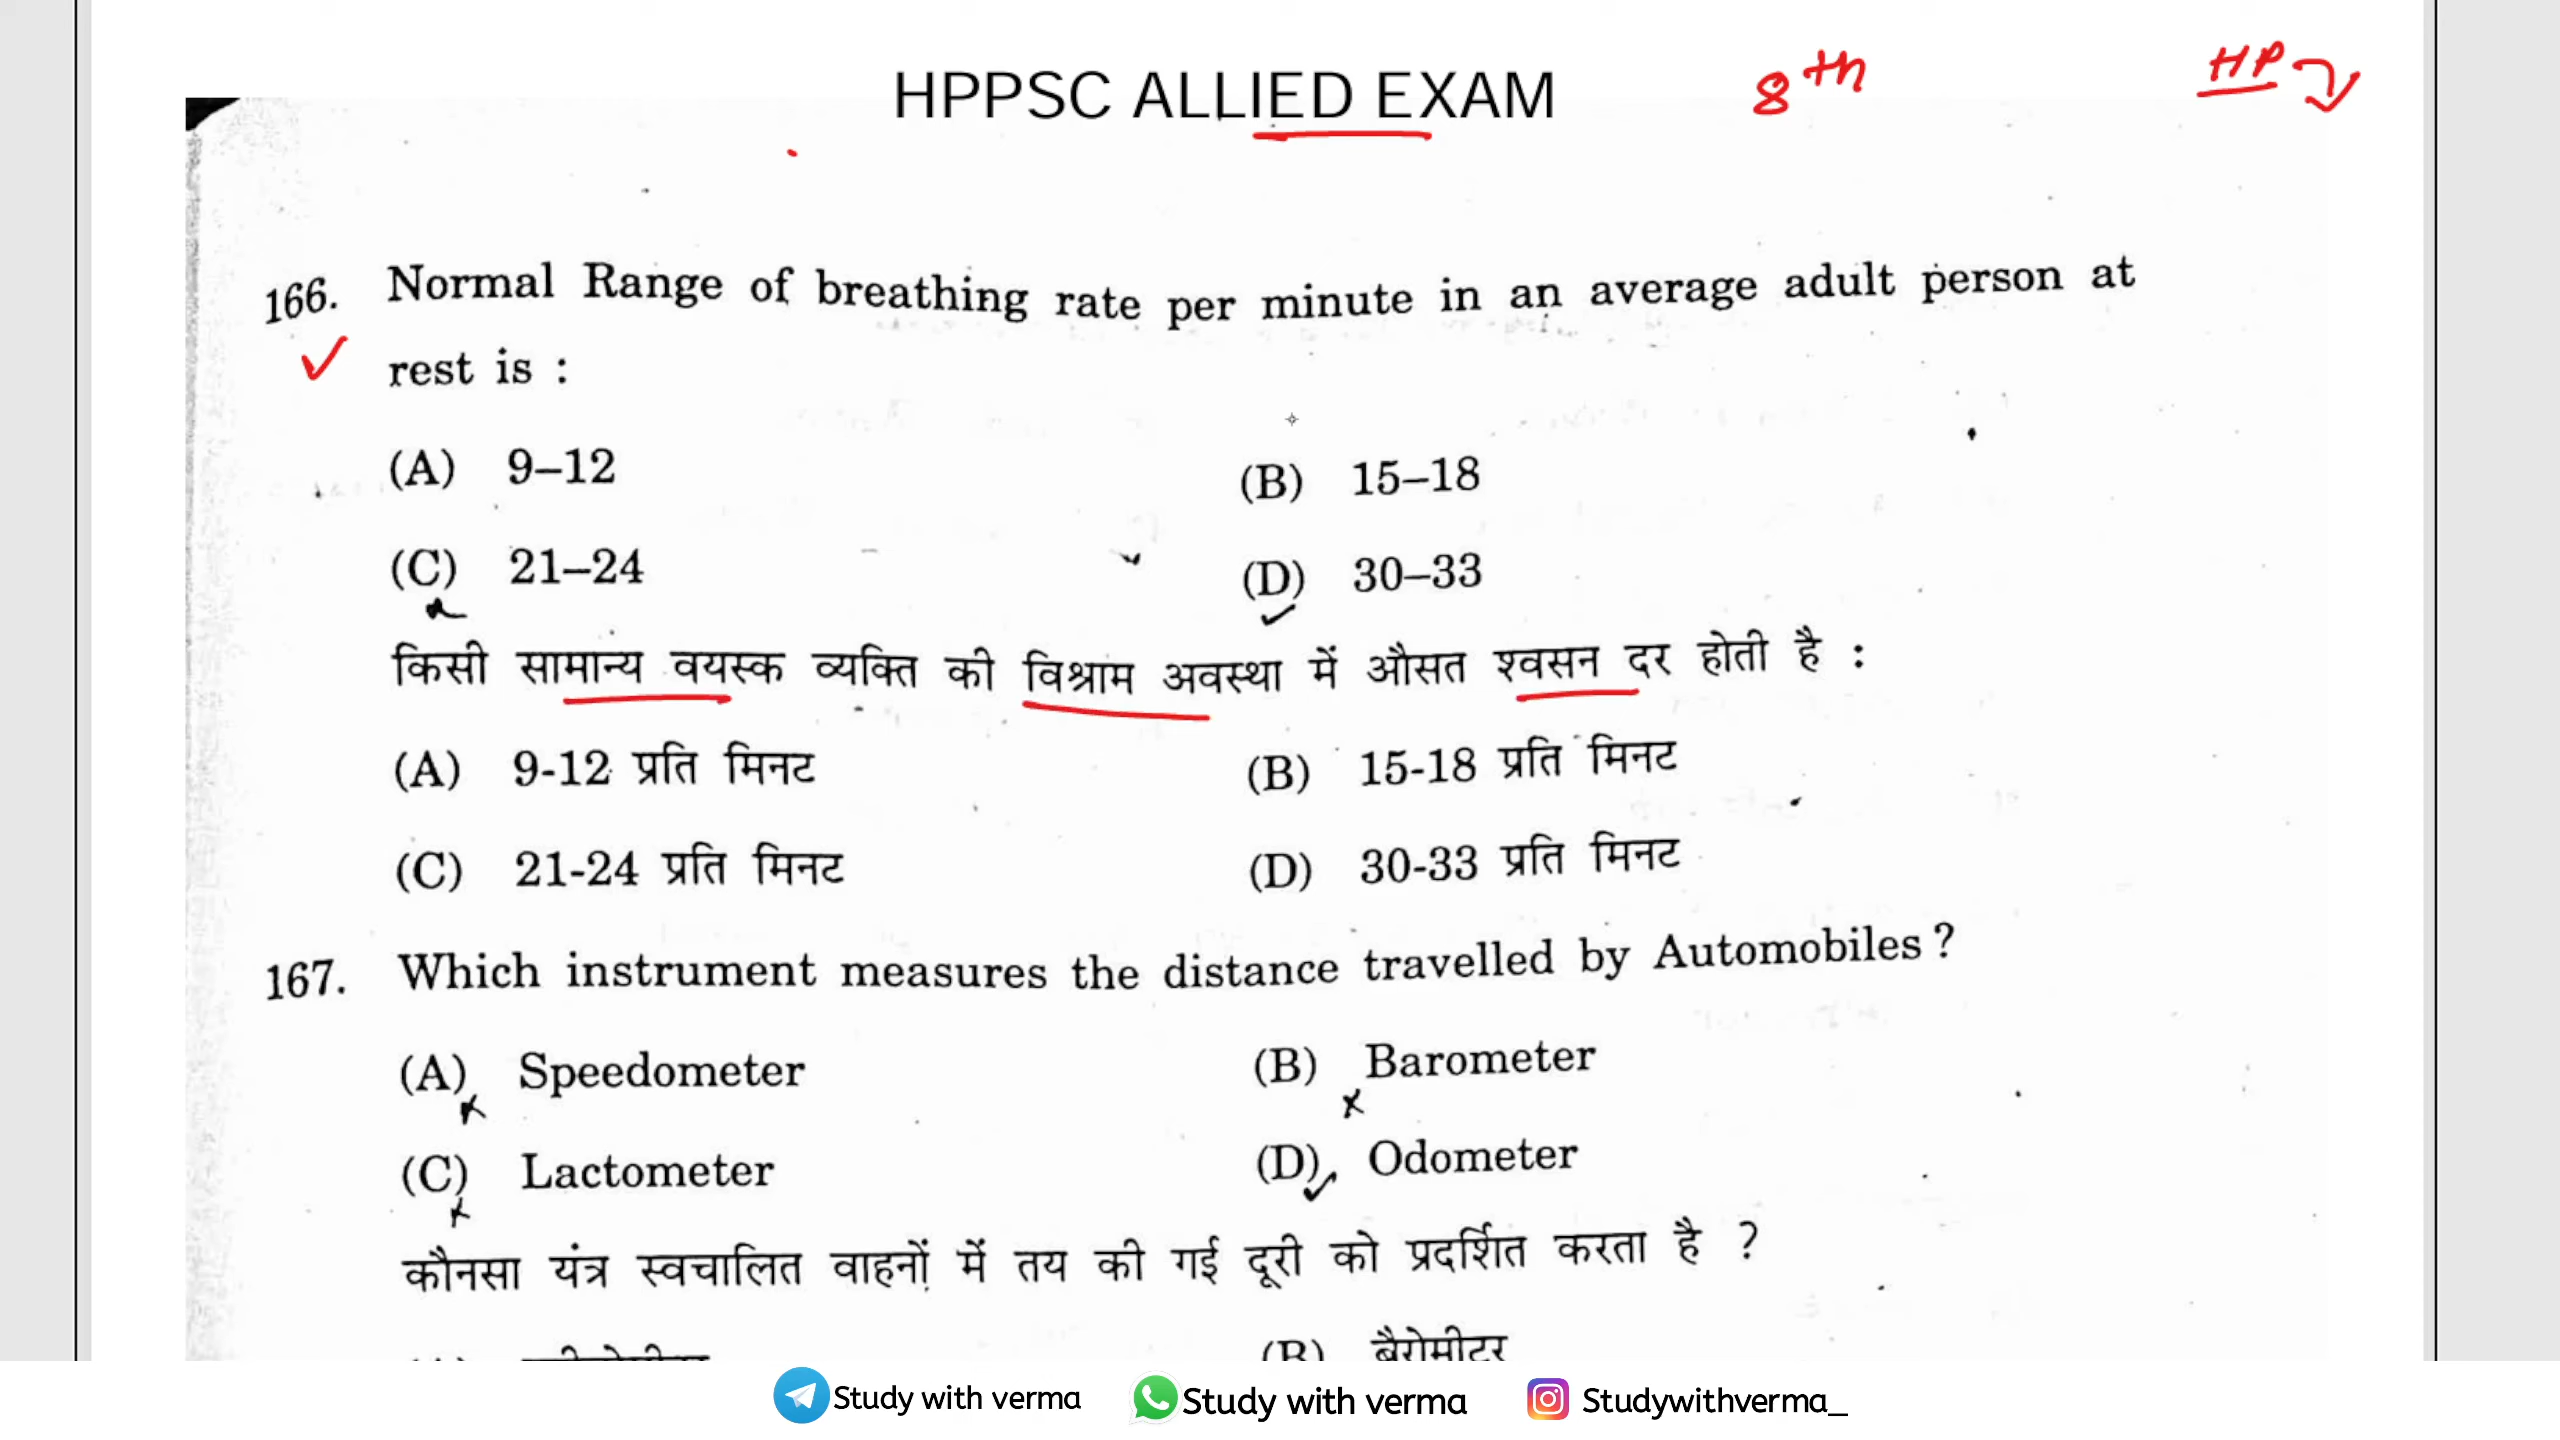 HPPSC ALLIED EXAM 8th HP
166. Normal Range of breathing rate per minute in an average adult person at
rest is :
(A) 9–12 (B) 15–18
(C) 21–24 (D) 30–33
किसी सामान्य वयस्क व्यक्ति की विश्राम अवस्था में औसत श्वसन दर होती है :
(A) 9-12 प्रति मिनट (B) 15-18 प्रति मिनट
(C) 21-24 प्रति मिनट (D) 30-33 प्रति मिनट
167. Which instrument measures the distance travelled by Automobiles ?
(A) Speedometer (B) Barometer
(C) Lactometer (D) Odometer
कौनसा यंत्र स्वचालित वाहनों में तय की गई दूरी को प्रदर्शित करता है ?
(B) बैरोमीटर
Study with verma Study with verma Studywithverma_